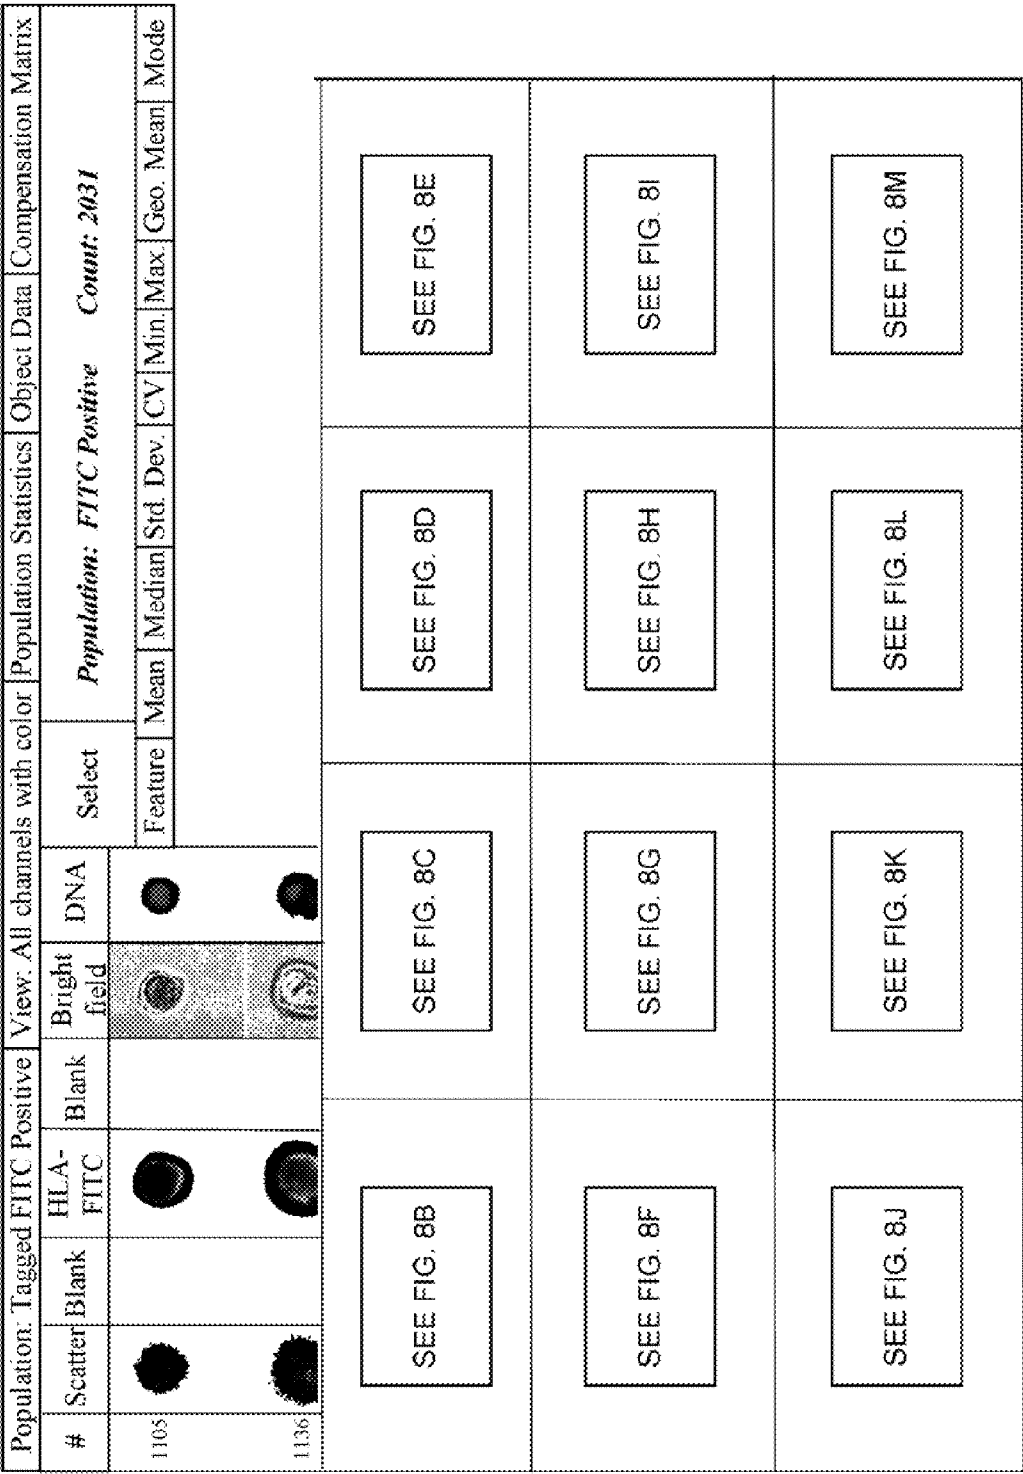 Population: Tagged FITC Positive
View: All channels with color
Population Statistics
Object Data
Compensation Matrix
#
Scatter
Blank
HLA-
FITC
Blank
Bright
field
DNA
Select
Population: FITC Positive Count: 2031
Feature
Mean
Median
Std. Dev.
CV
Min.
Max.
Geo. Mean
Mode
1105
1136
SEE FIG. 8B
SEE FIG. 8C
SEE FIG. 8D
SEE FIG. 8E
SEE FIG. 8F
SEE FIG. 8G
SEE FIG. 8H
SEE FIG. 8I
SEE FIG. 8J
SEE FIG. 8K
SEE FIG. 8L
SEE FIG. 8M